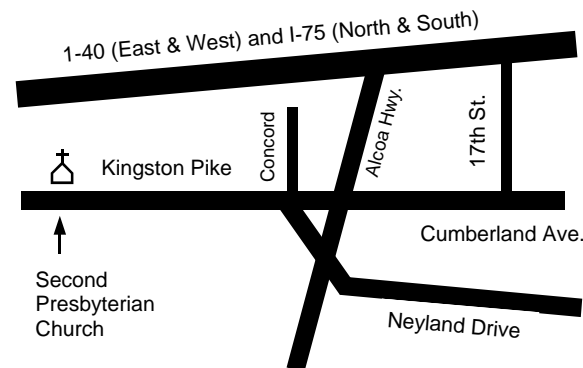 1-40 (East & West) and I-75 (North & South)
Concord
Alcoa Hwy.
17th St.
Kingston Pike
Cumberland Ave.
Second
Presbyterian
Church
Neyland Drive